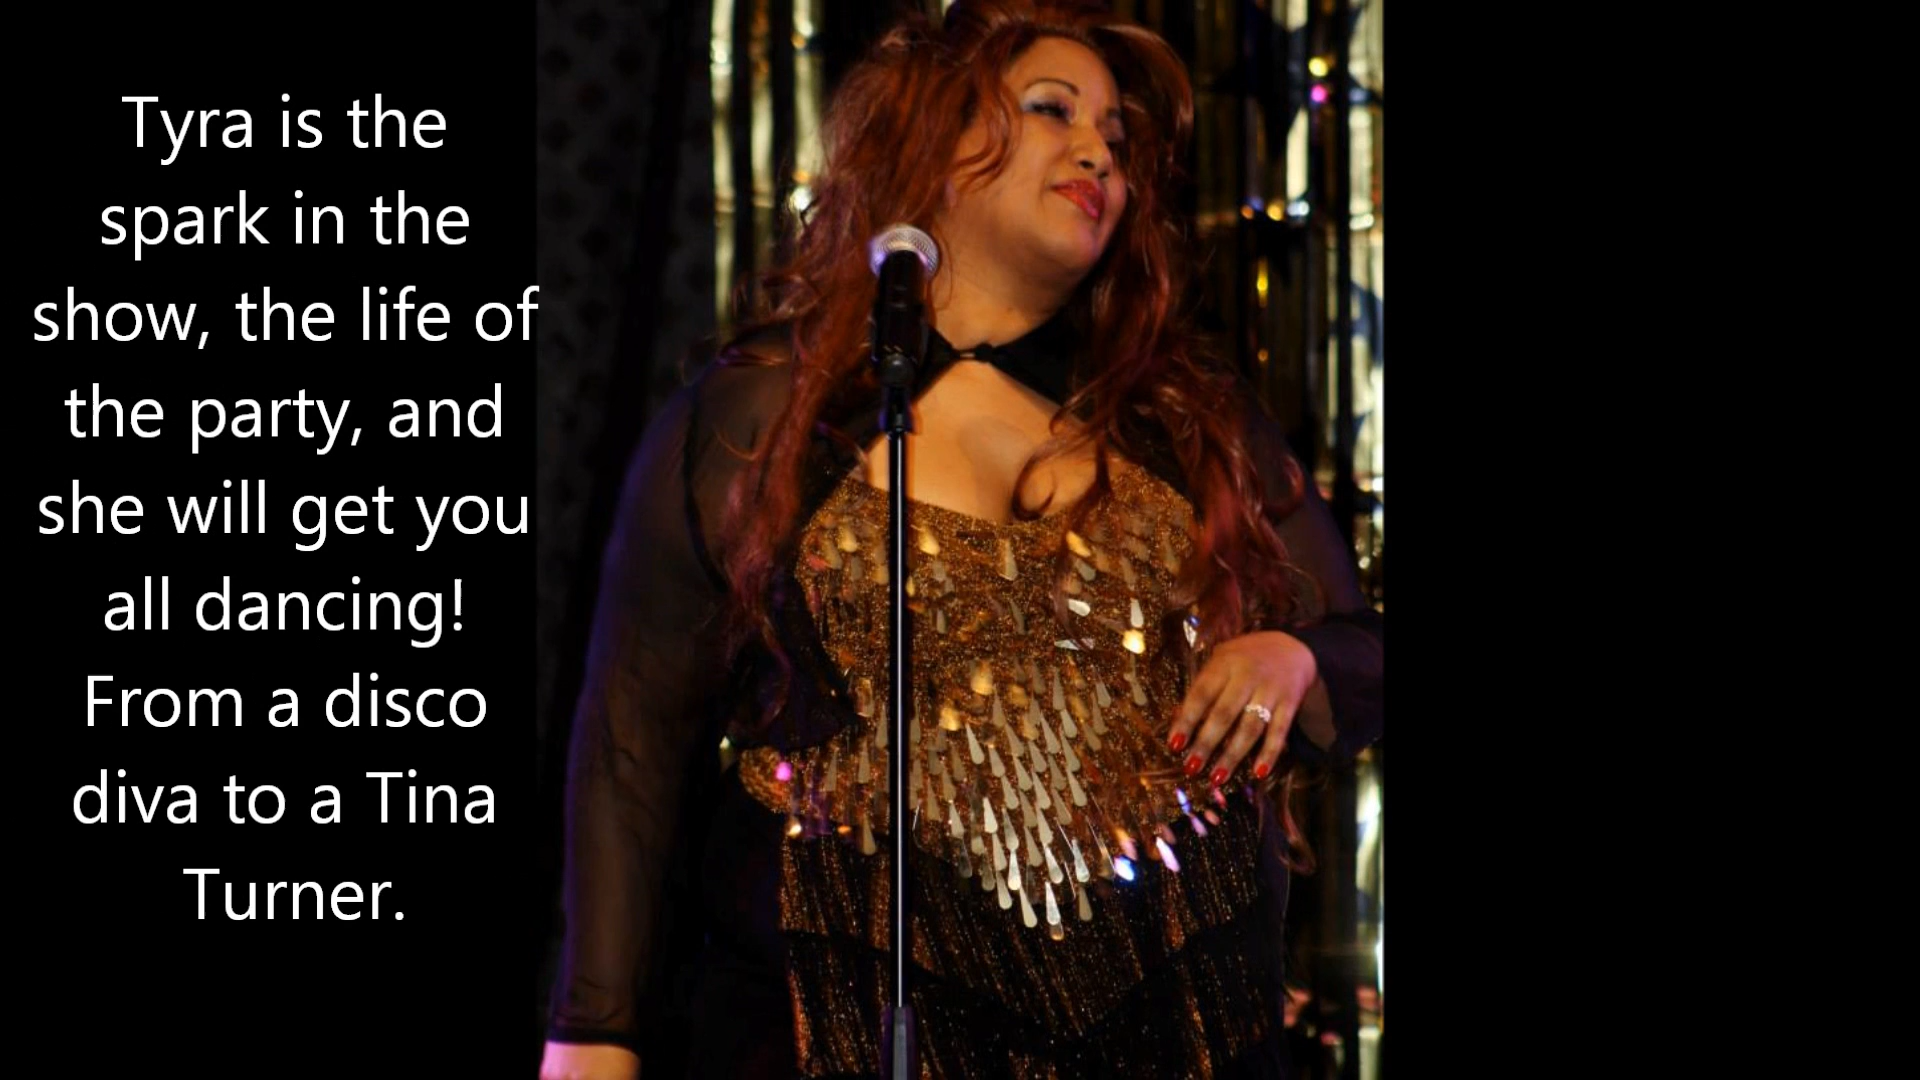 Tyra is the
spark in the
show, the life of
the party, and
she will get you
all dancing!
From a disco
diva to a Tina
Turner.